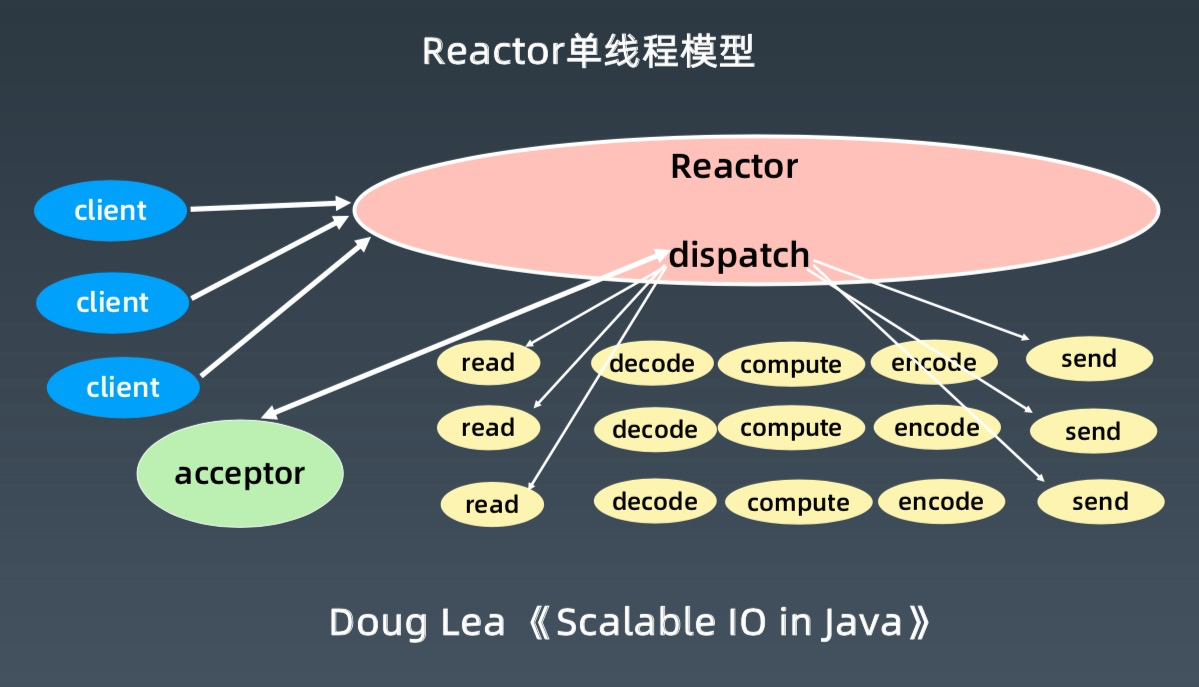 Reactor单线程模型
Reactor
client
dispatch
client
client
read decode compute encode send
read decode compute encode send
acceptor
read decode compute encode send
Doug Lea 《Scalable IO in Java》